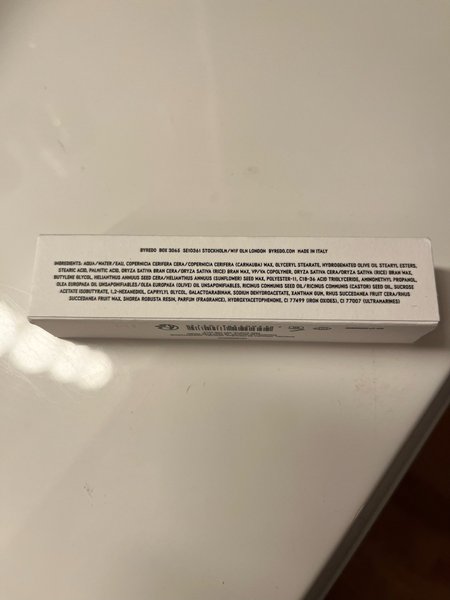 BYREDO BOX 3065 SE10361 STOCKHOLM/W1F 0LN LONDON BYREDO.COM MADE IN ITALY
INGREDIENTS: AQUA/WATER/EAU, COPERNICIA CERIFERA CERA/COPERNICIA CERIFERA (CARNAUBA) WAX, GLYCERYL STEARATE, HYDROGENATED OLIVE OIL STEARYL ESTERS,
STEARIC ACID, PALMITIC ACID, ORYZA SATIVA BRAN CERA/ORYZA SATIVA (RICE) BRAN WAX, VP/VA COPOLYMER, ORYZA SATIVA CERA/ORYZA SATIVA (RICE) BRAN WAX,
BUTYLENE GLYCOL, HELIANTHUS ANNUUS SEED CERA/HELIANTHUS ANNUUS (SUNFLOWER) SEED WAX, POLYESTER-11, C18-36 ACID TRIGLYCERIDE, AMINOMETHYL PROPANOL,
OLEA EUROPAEA OIL UNSAPONIFIABLES/OLEA EUROPAEA (OLIVE) OIL UNSAPONIFIABLES, RICINUS COMMUNIS SEED OIL/ RICINUS COMMUNIS (CASTOR) SEED OIL, SUCROSE
ACETATE ISOBUTYRATE, 1,2-HEXANEDIOL, CAPRYLYL GLYCOL, GALACTOARABINAN, SODIUM DEHYDROACETATE, XANTHAN GUM, RHUS SUCCEDANEA FRUIT CERA/RHUS
SUCCEDANEA FRUIT WAX, SHOREA ROBUSTA RESIN, PARFUM (FRAGRANCE), HYDROXYACETOPHENONE, CI 77499 (IRON OXIDES), CI 77007 (ULTRAMARINES)